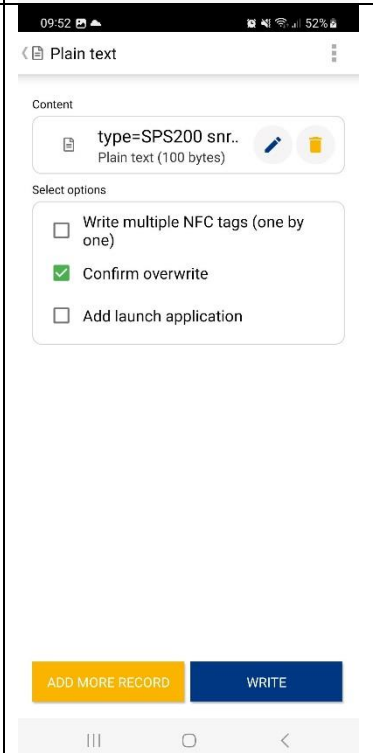 09:52 52%
Plain text
Content
type=SPS200 snr..
Plain text (100 bytes)
Select options
Write multiple NFC tags (one by
one)
Confirm overwrite
Add launch application
ADD MORE RECORD WRITE